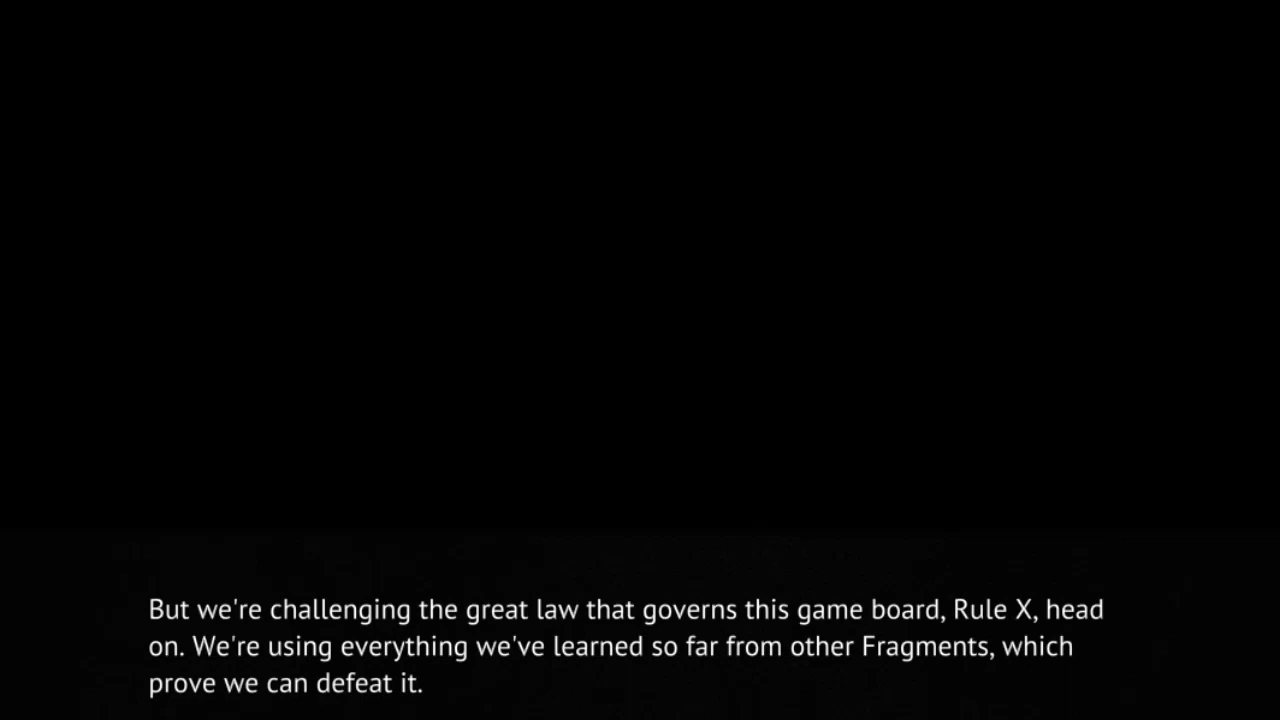 But we're challenging the great law that governs this game board, Rule X, head
on. We're using everything we've learned so far from other Fragments, which
prove we can defeat it.